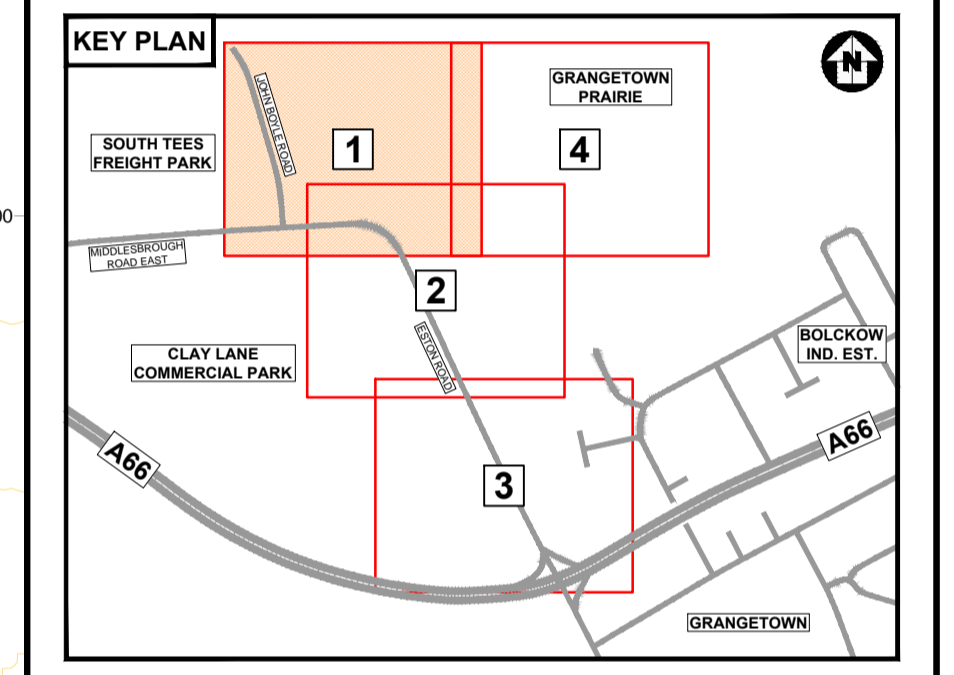 KEY PLAN
N
GRANGETOWN
PRAIRIE
JOHN BOYLE ROAD
SOUTH TEES
FREIGHT PARK
1
4
00
MIDDLESBROUGH
ROAD EAST
2
BOLCKOW
IND. EST.
ESTON ROAD
CLAY LANE
COMMERCIAL PARK
A66
A66
3
GRANGETOWN